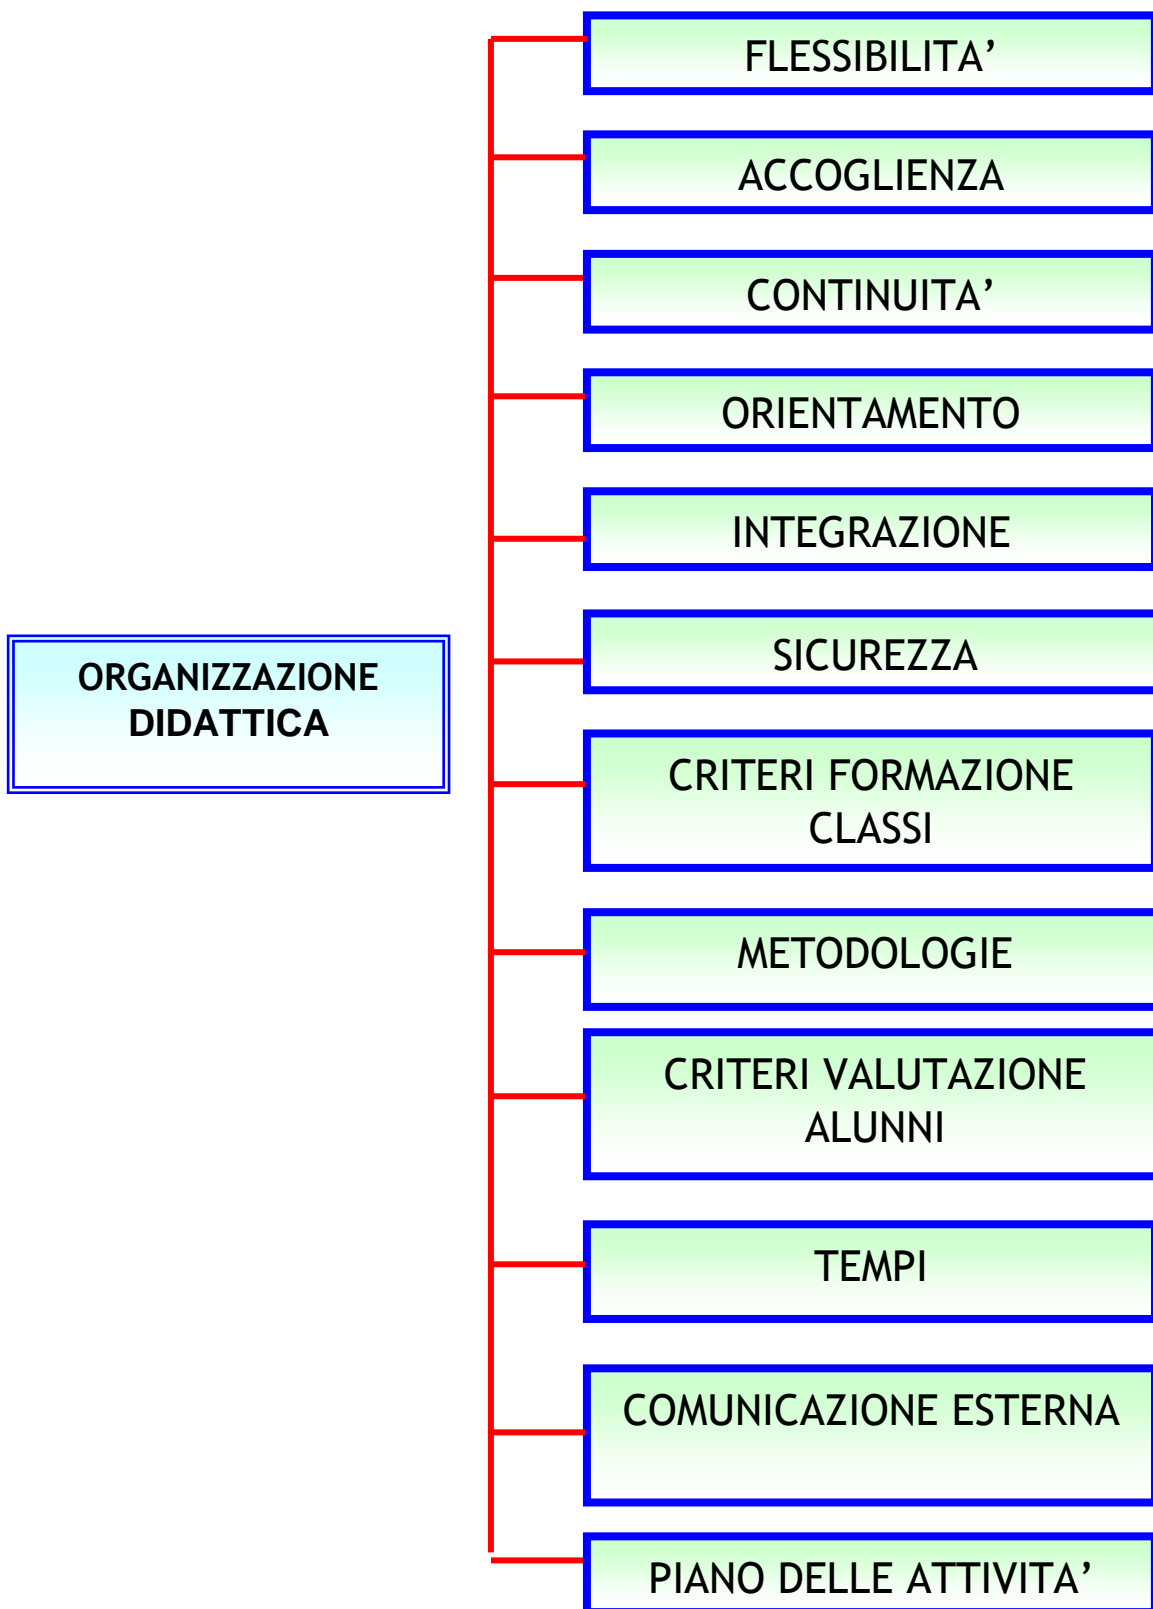 FLESSIBILITA’
ACCOGLIENZA
CONTINUITA’
ORIENTAMENTO
INTEGRAZIONE
SICUREZZA
ORGANIZZAZIONE
DIDATTICA
CRITERI FORMAZIONE
CLASSI
METODOLOGIE
CRITERI VALUTAZIONE
ALUNNI
TEMPI
COMUNICAZIONE ESTERNA
PIANO DELLE ATTIVITA’